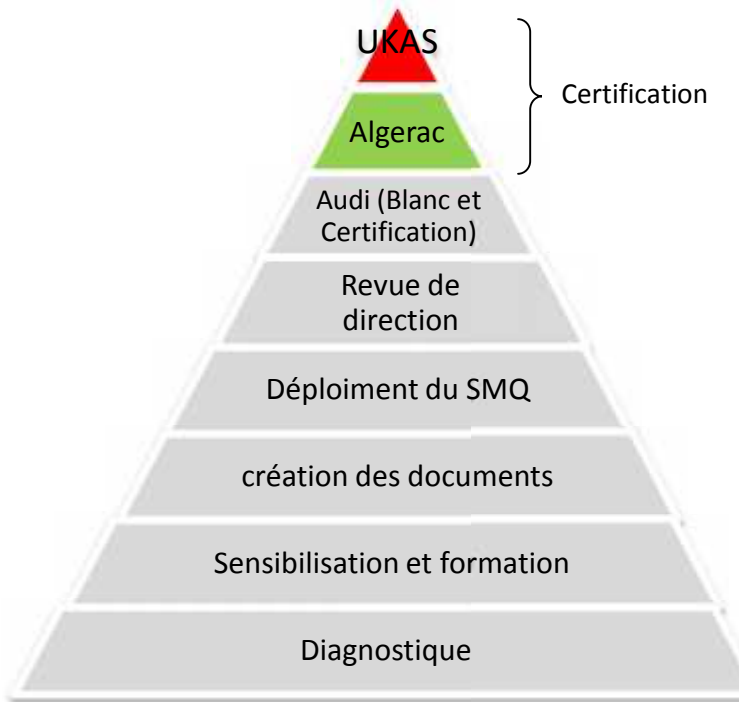 UKAS
Certification
Algerac
Audi (Blanc et
Certification)
Revue de
direction
Déploiment du SMQ
création des documents
Sensibilisation et formation
Diagnostique